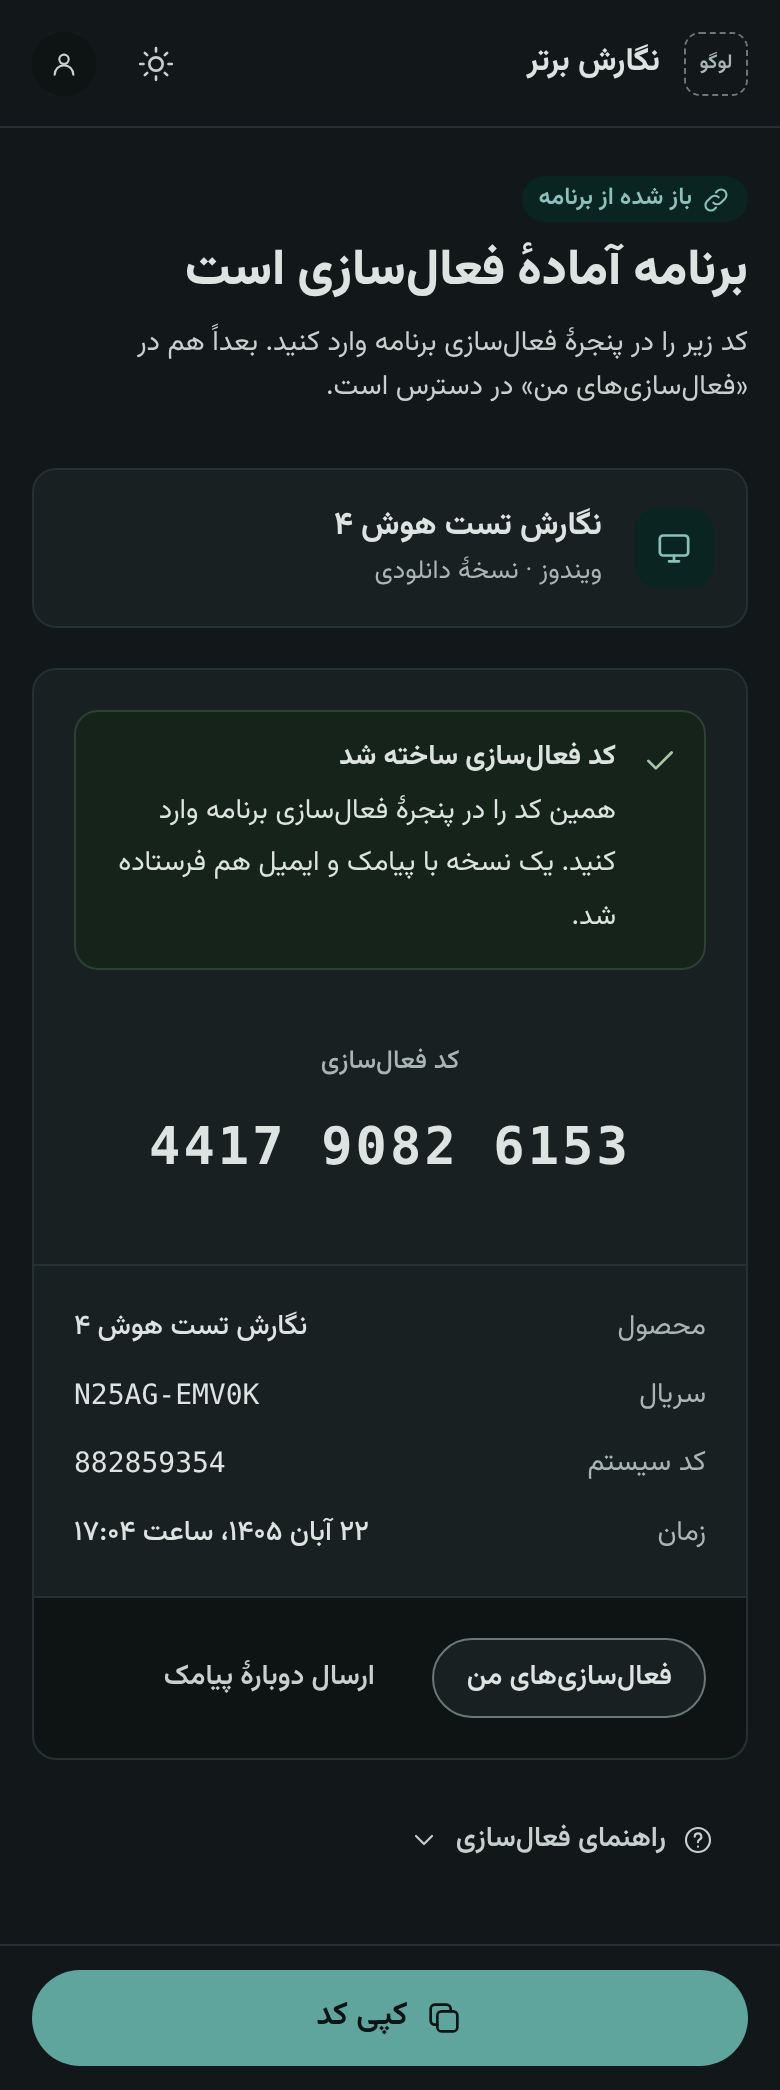 لوگو
نگارش برتر
باز شده از برنامه
برنامه آمادهٔ فعال‌سازی است
کد زیر را در پنجرهٔ فعال‌سازی برنامه وارد کنید. بعداً هم در
«فعال‌سازی‌های من» در دسترس است.
نگارش تست هوش ۴
ویندوز · نسخهٔ دانلودی
کد فعال‌سازی ساخته شد
همین کد را در پنجرهٔ فعال‌سازی برنامه وارد
کنید. یک نسخه با پیامک و ایمیل هم فرستاده
شد.
کد فعال‌سازی
4417 9082 6153
محصول نگارش تست هوش ۴
سریال N25AG-EMV0K
کد سیستم 882859354
زمان ۲۲ آبان ۱۴۰۵، ساعت ۱۷:۰۴
فعال‌سازی‌های من
ارسال دوبارهٔ پیامک
راهنمای فعال‌سازی
کپی کد